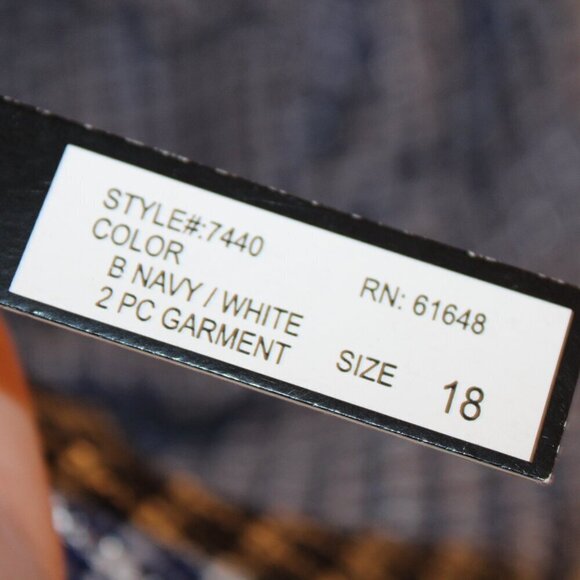 STYLE#:7440
COLOR
RN: 61648
B NAVY / WHITE
2 PC GARMENT
SIZE 18